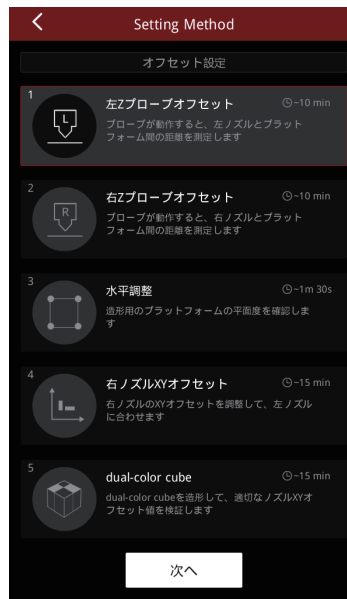 Setting Method
オフセット設定
1
左Zプローブオフセット ~10 min
L
プローブが動作すると、左ノズルとプラット
フォーム間の距離を測定します
2
右Zプローブオフセット ~10 min
R
プローブが動作すると、右ノズルとプラット
フォーム間の距離を測定します
3
水平調整 ~1m 30s
造形用のプラットフォームの平面度を確認しま
す
4
右ノズルXYオフセット ~15 min
右ノズルのXYオフセットを調整して、左ノズル
に合わせます
5
dual-color cube ~15 min
dual-color cubeを造形して、適切なノズルXYオ
フセット値を検証します
次へ